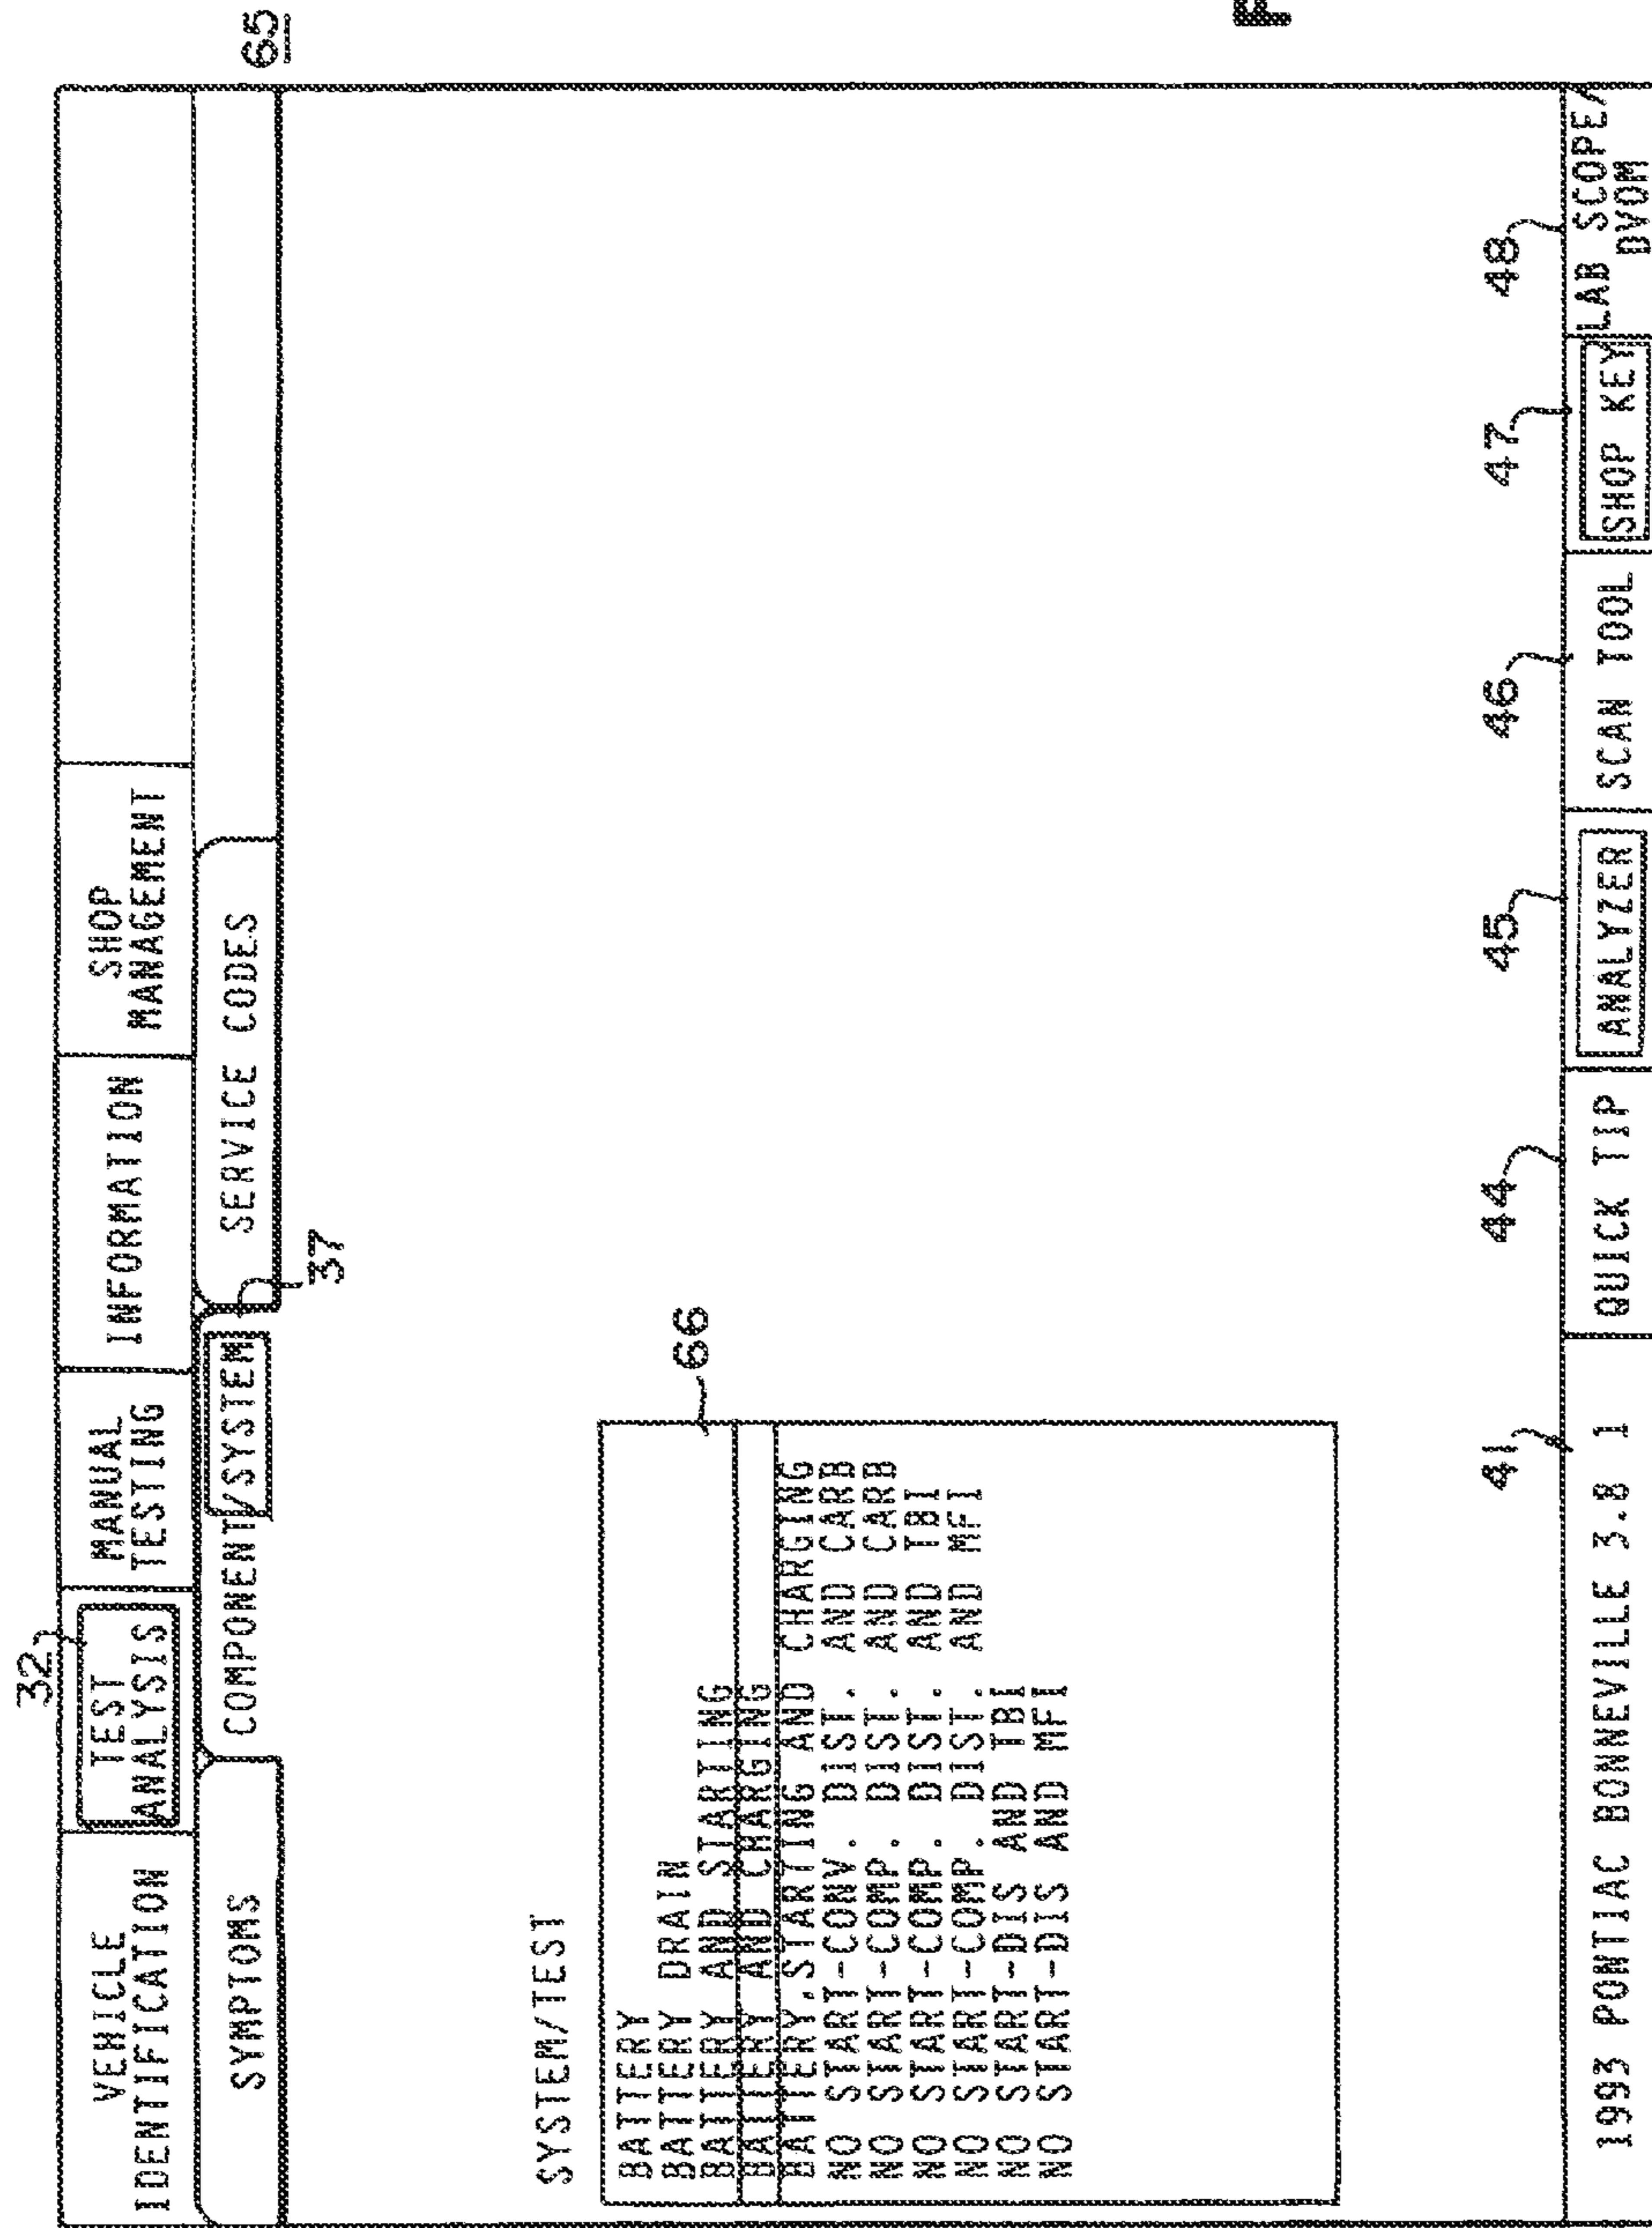 32
65
VEHICLE
IDENTIFICATION
TEST
ANALYSIS
MANUAL
TESTING
INFORMATION
SHOP
MANAGEMENT
SYMPTOMS
COMPONENT/SYSTEM
SERVICE CODES
37
SYSTEM/TEST
66
BATTERY
BATTERY DRAIN
BATTERY AND STARTING
BATTERY AND CHARGING
BATTERY.STARTING AND CHARGING
NO START-CONV. DIST. AND CARB
NO START-COMP. DIST. AND CARB
NO START-COMP. DIST. AND TBI
NO START-COMP. DIST. AND MFI
NO START-DIS AND TBI
NO START-DIS AND MFI
41
44
45
46
47
48
1993 PONTIAC BONNEVILLE 3.8 1
QUICK TIP
ANALYZER
SCAN TOOL
SHOP KEY
LAB SCOPE/
DVOM